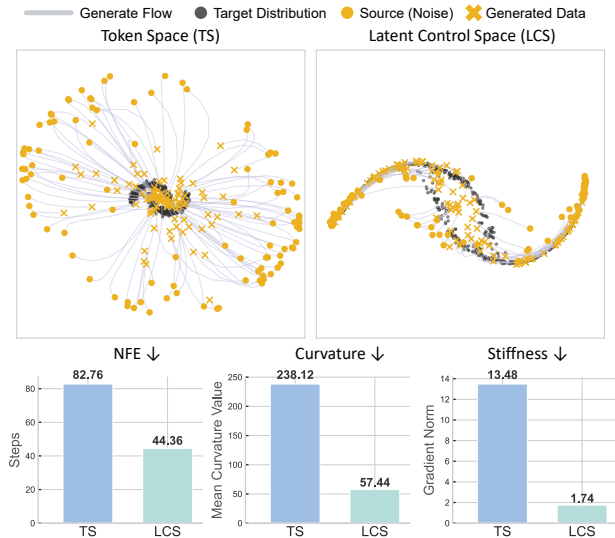 Generate Flow Target Distribution Source (Noise) Generated Data
Token Space (TS) Latent Control Space (LCS)
NFE ↓ Curvature ↓ Stiffness ↓
Steps
80
60
40
20
0
82.76
44.36
TS LCS
Mean Curvature Value
250
200
150
100
50
0
238.12
57.44
TS LCS
Gradient Norm
14
12
10
8
6
4
2
0
13.48
1.74
TS LCS